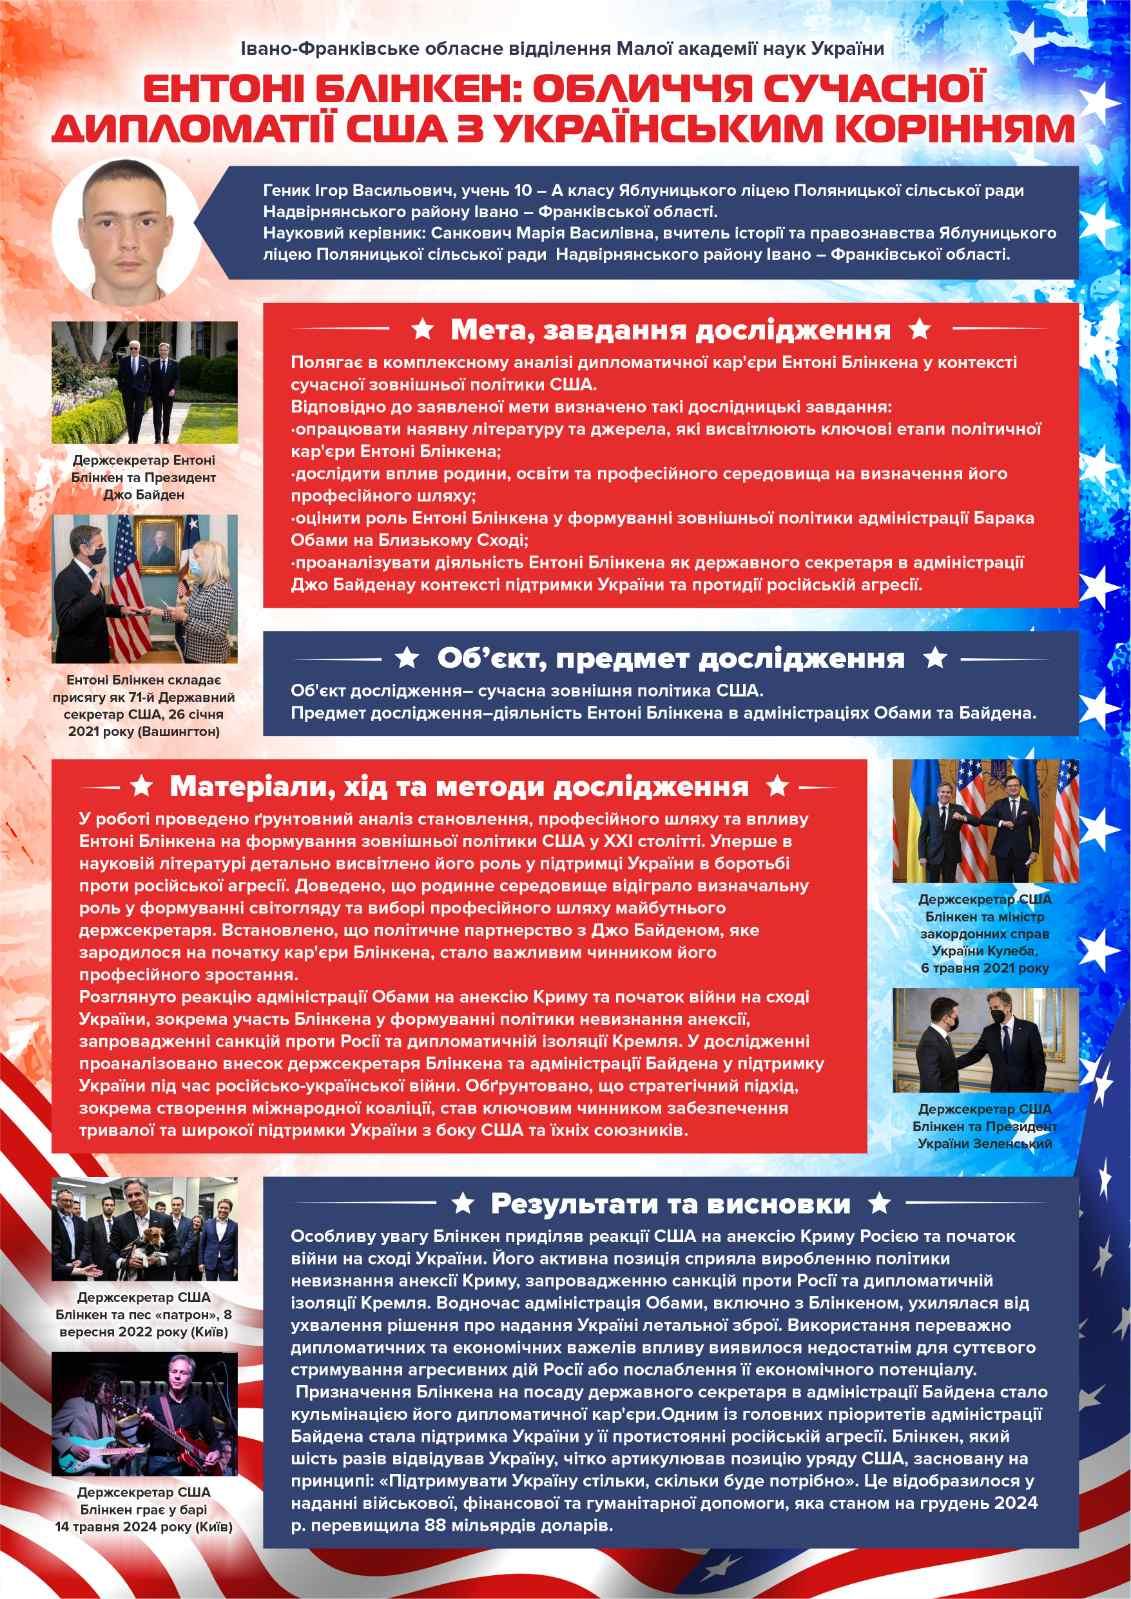 Івано-Франківське обласне відділення Малої академії наук України
ЕНТОНІ БЛІНКЕН: ОБЛИЧЧЯ СУЧАСНОЇ
ДИПЛОМАТІЇ США З УКРАЇНСЬКИМ КОРІННЯМ
Геник Ігор Васильович, учень 10 – А класу Яблуницького ліцею Поляницької сільської ради
Надвірнянського району Івано – Франківської області.
Науковий керівник: Санкович Марія Василівна, вчитель історії та правознавства Яблуницького
ліцею Поляницької сільської ради Надвірнянського району Івано – Франківської області.
Держсекретар Ентоні
Блінкен та Президент
Джо Байден
Ентоні Блінкен складає
присягу як 71-й Державний
секретар США, 26 січня
2021 року (Вашингтон)
Мета, завдання дослідження
Полягає в комплексному аналізі дипломатичної кар'єри Ентоні Блінкена у контексті
сучасної зовнішньої політики США.
Відповідно до заявленої мети визначено такі дослідницькі завдання:
·опрацювати наявну літературу та джерела, які висвітлюють ключові етапи політичної
кар'єри Ентоні Блінкена;
·дослідити вплив родини, освіти та професійного середовища на визначення його
професійного шляху;
·оцінити роль Ентоні Блінкена у формуванні зовнішньої політики адміністрації Барака
Обами на Близькому Сході;
·проаналізувати діяльність Ентоні Блінкена як державного секретаря в адміністрації
Джо Байденау контексті підтримки України та протидії російській агресії.
Об’єкт, предмет дослідження
Об'єкт дослідження– сучасна зовнішня політика США.
Предмет дослідження–діяльність Ентоні Блінкена в адміністраціях Обами та Байдена.
Матеріали, хід та методи дослідження
У роботі проведено ґрунтовний аналіз становлення, професійного шляху та впливу
Ентоні Блінкена на формування зовнішньої політики США у ХХІ столітті. Уперше в
науковій літературі детально висвітлено його роль у підтримці України в боротьбі
проти російської агресії. Доведено, що родинне середовище відіграло визначальну
роль у формуванні світогляду та виборі професійного шляху майбутнього
держсекретаря. Встановлено, що політичне партнерство з Джо Байденом, яке
зародилося на початку кар'єри Блінкена, стало важливим чинником його
професійного зростання.
Розглянуто реакцію адміністрації Обами на анексію Криму та початок війни на сході
України, зокрема участь Блінкена у формуванні політики невизнання анексії,
запровадженні санкцій проти Росії та дипломатичній ізоляції Кремля. У дослідженні
проаналізовано внесок держсекретаря Блінкена та адміністрації Байдена у підтримку
України під час російсько-української війни. Обґрунтовано, що стратегічний підхід,
зокрема створення міжнародної коаліції, став ключовим чинником забезпечення
тривалої та широкої підтримки України з боку США та їхніх союзників.
Держсекретар США
Блінкен та міністр
закордонних справ
України Кулеба,
6 травня 2021 року
Держсекретар США
Блінкен та Президент
України Зеленський
Держсекретар США
Блінкен та пес «патрон», 8
вересня 2022 року (Київ)
Держсекретар США
Блінкен грає у барі
14 травня 2024 року (Київ)
Результати та висновки
Особливу увагу Блінкен приділяв реакції США на анексію Криму Росією та початок
війни на сході України. Його активна позиція сприяла виробленню політики
невизнання анексії Криму, запровадженню санкцій проти Росії та дипломатичній
ізоляції Кремля. Водночас адміністрація Обами, включно з Блінкеном, ухилялася від
ухвалення рішення про надання Україні летальної зброї. Використання переважно
дипломатичних та економічних важелів впливу виявилося недостатнім для суттєвого
стримування агресивних дій Росії або послаблення її економічного потенціалу.
Призначення Блінкена на посаду державного секретаря в адміністрації Байдена стало
кульмінацією його дипломатичної кар'єри.Одним із головних пріоритетів адміністрації
Байдена стала підтримка України у її протистоянні російській агресії. Блінкен, який
шість разів відвідував Україну, чітко артикулював позицію уряду США, засновану на
принципі: «Підтримувати Україну стільки, скільки буде потрібно». Це відобразилося у
наданні військової, фінансової та гуманітарної допомоги, яка станом на грудень 2024
р. перевищила 88 мільярдів доларів.